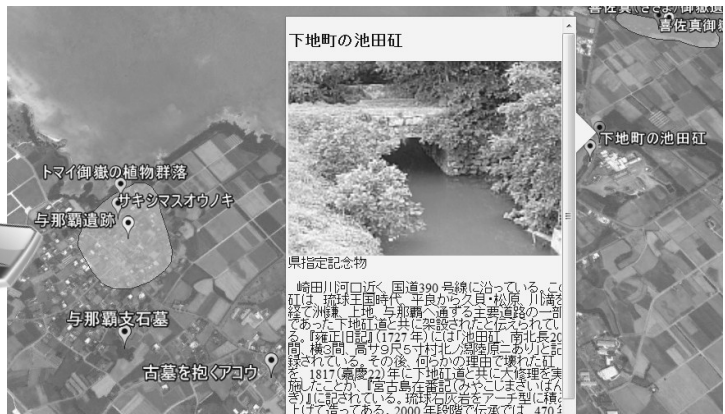 喜佐真御嶽
トマイ御嶽の植物群落
サキシマスオウノキ
与那覇遺跡
与那覇支石墓
古墓を抱くアコウ
下地町の池田矼
下地町の池田矼
県指定記念物
崎田川河口近く、国道390号線に沿っている。この
矼は、琉球王国時代、平良から久貝・松原、川満を
経て洲鎌、上地、与那覇へ通ずる主要道路の一部
であった下地矼道と共に架設されたと伝えられてい
る。『雍正旧記』(1727年)には「池田矼、南北長20
間、横3間、高サ9尺5寸村北ノ潟陸原ニあり」と記
録されている。その後、何らかの理由で壊れた矼
を、1817(嘉慶22)年に下地矼道と共に大修理を実
施したことが、『宮古島在番記(みやこじまざいばん
き)』に記されている。琉球石灰岩をアーチ型に積み
上げて造ってある。2000年段階で伝承では、